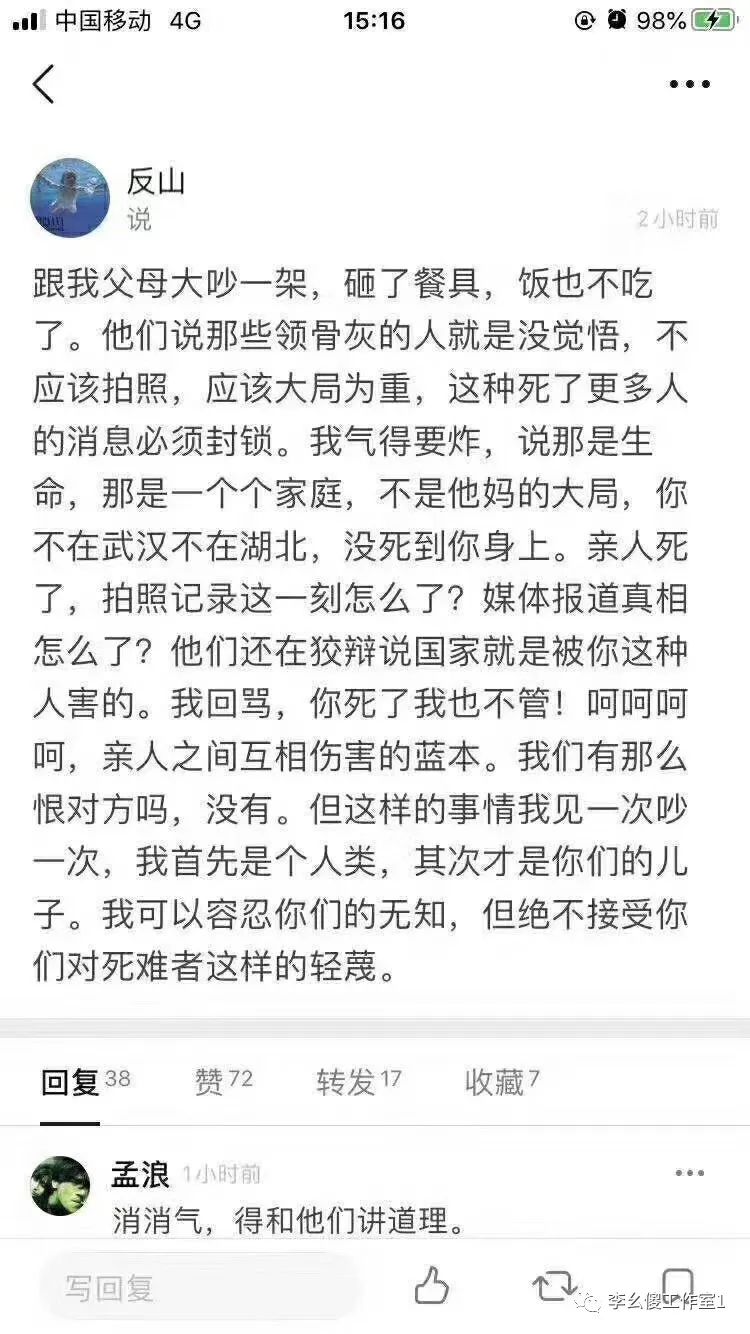 中国移动 4G 15:16 98%
反山
说
2小时前
跟我父母大吵一架，砸了餐具，饭也不吃
了。他们说那些领骨灰的人就是没觉悟，不
应该拍照，应该大局为重，这种死了更多人
的消息必须封锁。我气得要炸，说那是生
命，那是一个个家庭，不是他妈的大局，你
不在武汉不在湖北，没死到你身上。亲人死
了，拍照记录这一刻怎么了？媒体报道真相
怎么了？他们还在狡辩说国家就是被你这种
人害的。我回骂，你死了我也不管！呵呵呵
呵，亲人之间互相伤害的蓝本。我们有那么
恨对方吗，没有。但这样的事情我见一次吵
一次，我首先是个人类，其次才是你们的儿
子。我可以容忍你们的无知，但绝不接受你
们对死难者这样的轻蔑。
回复 38 赞 72 转发 17 收藏 7
孟浪 1小时前
消消气，得和他们讲道理。
写回复
李幺傻工作室1